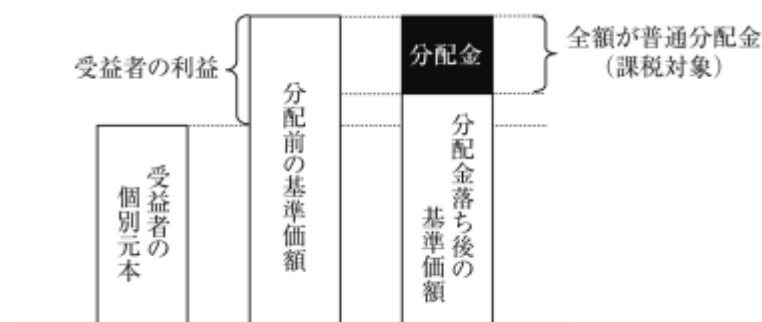 受益者の利益
分配金
全額が普通分配金
（課税対象）
受益者の
個別元本
分配前の基準価額
分配金落ち後の
基準価額